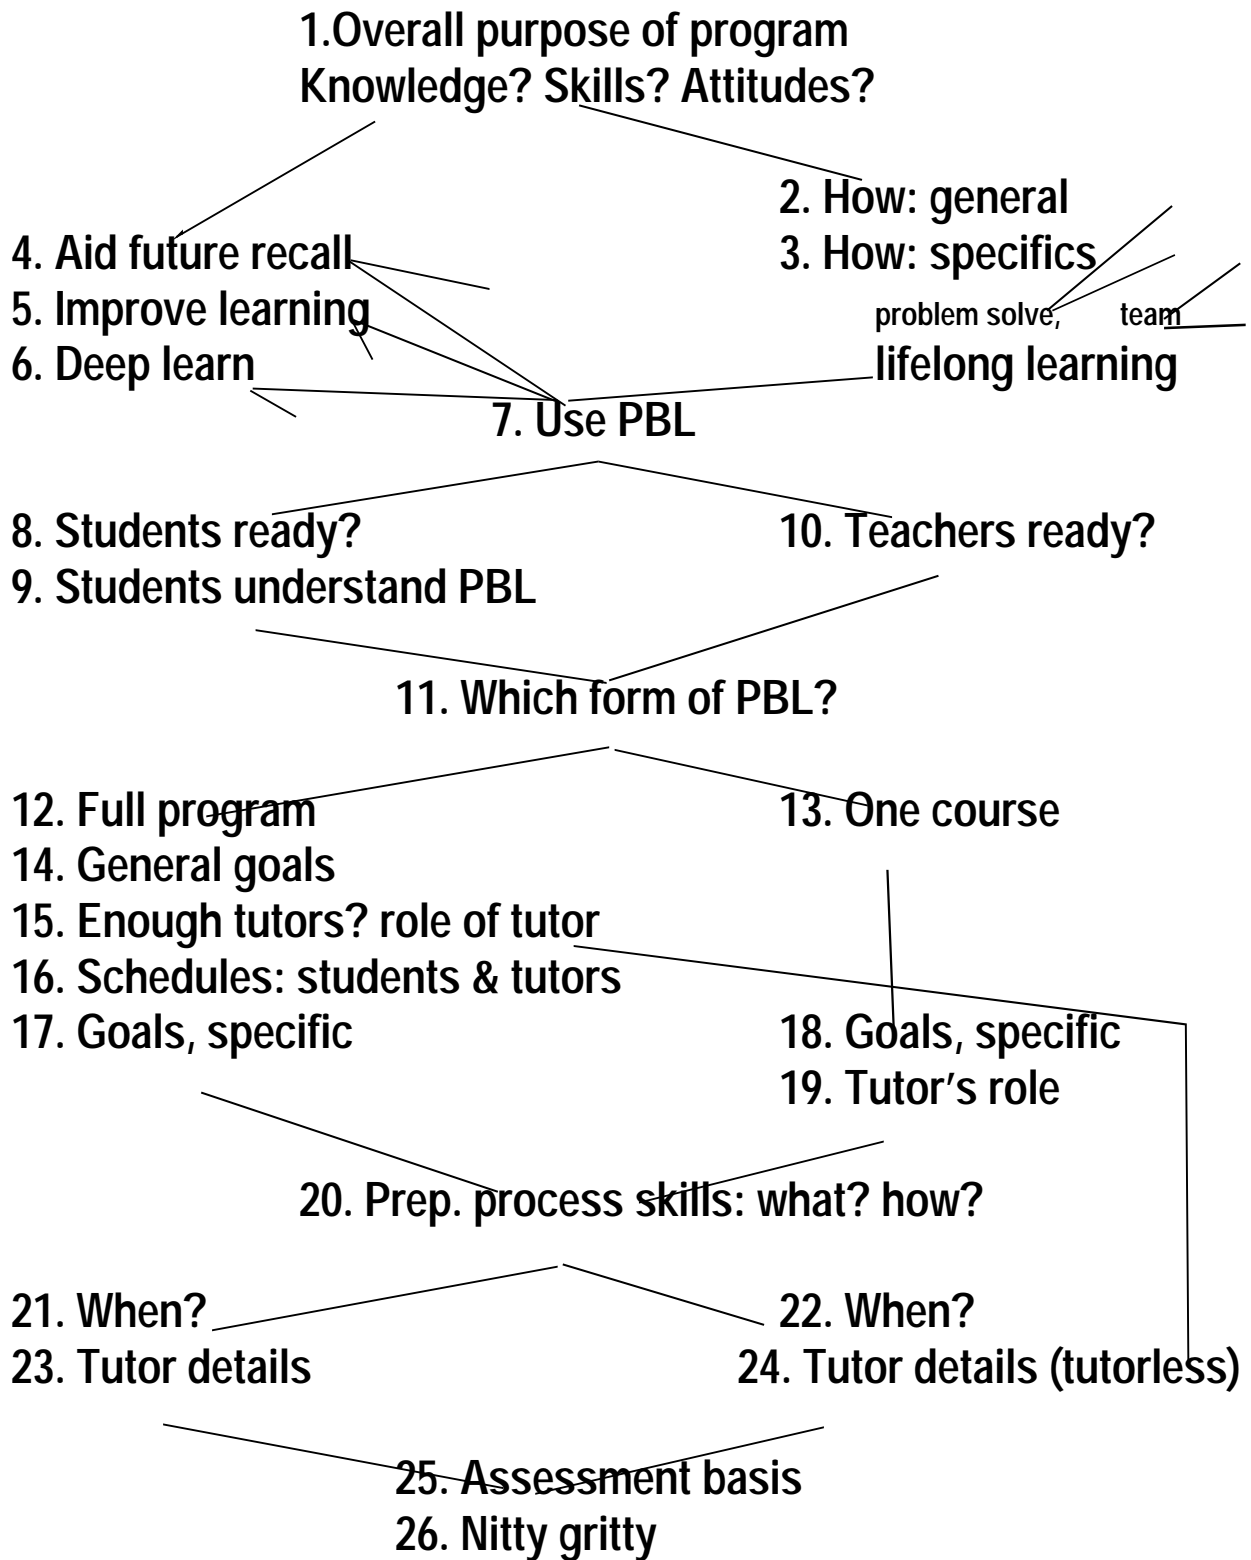 1.Overall purpose of program
Knowledge? Skills? Attitudes?
2. How: general
4. Aid future recall
3. How: specifics
5. Improve learning
problem solve, team
6. Deep learn
lifelong learning
7. Use PBL
8. Students ready?
10. Teachers ready?
9. Students understand PBL
11. Which form of PBL?
12. Full program
13. One course
14. General goals
15. Enough tutors? role of tutor
16. Schedules: students & tutors
17. Goals, specific
18. Goals, specific
19. Tutor’s role
20. Prep. process skills: what? how?
21. When?
22. When?
23. Tutor details
24. Tutor details (tutorless)
25. Assessment basis
26. Nitty gritty